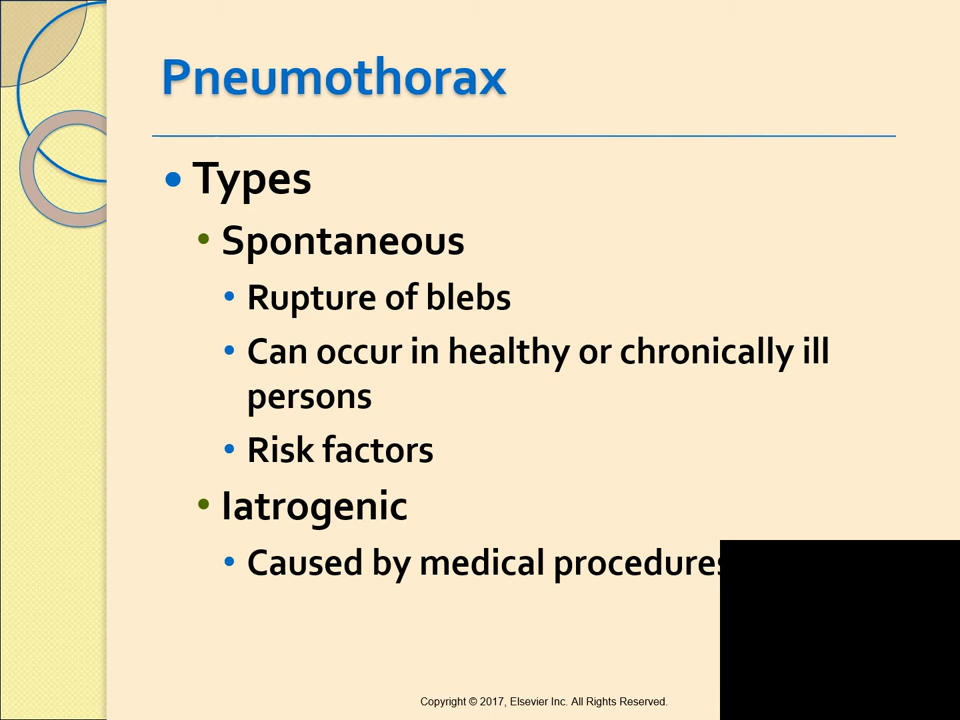 Pneumothorax
• Types
• Spontaneous
• Rupture of blebs
• Can occur in healthy or chronically ill
persons
• Risk factors
• Iatrogenic
• Caused by medical procedures
Copyright © 2017, Elsevier Inc. All Rights Reserved.